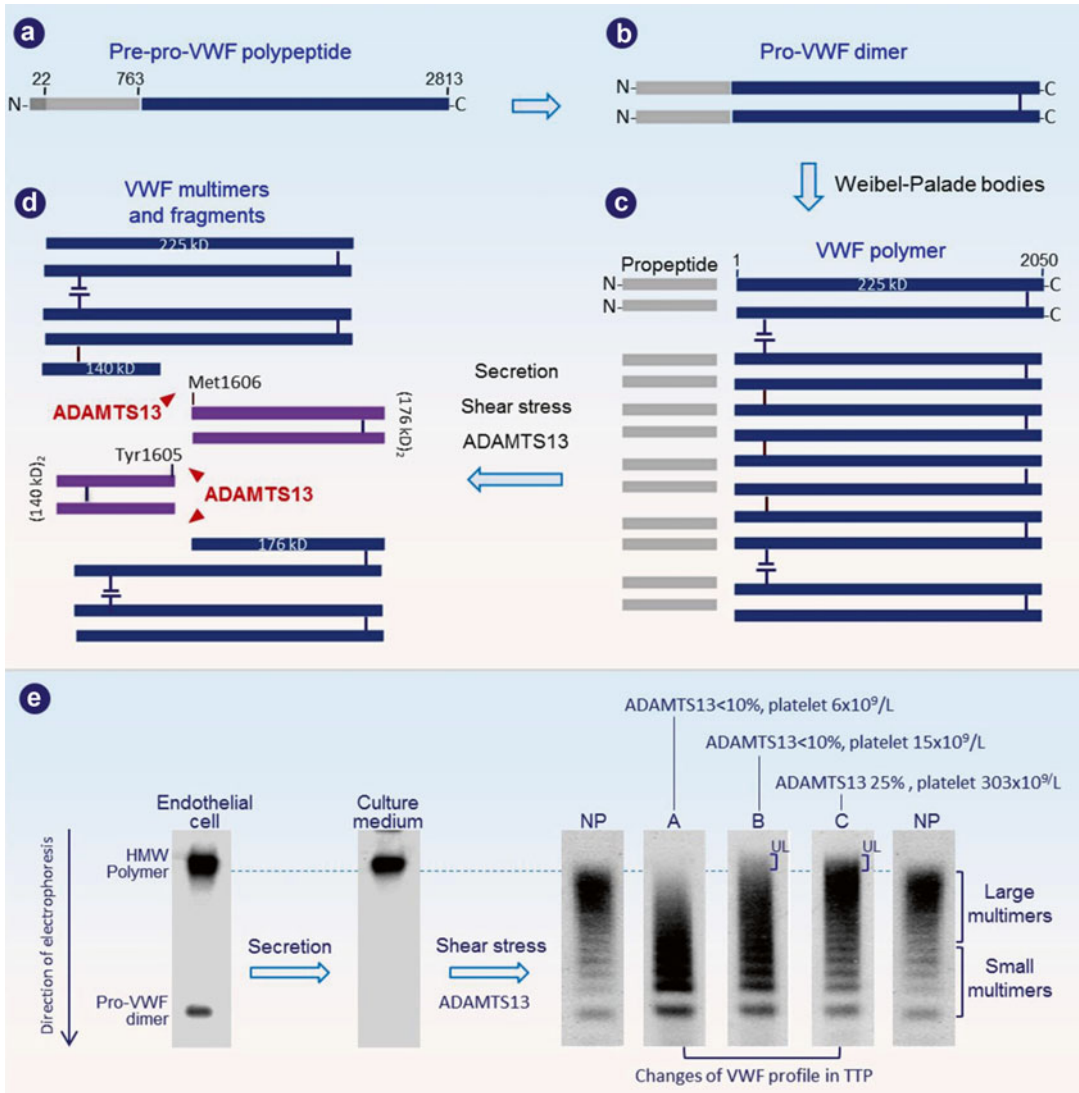 a
Pre-pro-VWF polypeptide
22
763
2813
N-
-C
b
Pro-VWF dimer
N-
-C
N-
-C
Weibel-Palade bodies
c
VWF polymer
Propeptide
1
2050
N-
225 kD
-C
N-
-C
Secretion
Shear stress
ADAMTS13
d
VWF multimers
and fragments
225 kD
140 kD
Met1606
ADAMTS13
(176 kD)2
Tyr1605
(140 kD)2
ADAMTS13
176 kD
e
ADAMTS13<10%, platelet 6x10⁹/L
ADAMTS13<10%, platelet 15x10⁹/L
ADAMTS13 25% , platelet 303x10⁹/L
Endothelial
cell
Culture
medium
NP
A
B
C
NP
UL
UL
Direction of electrophoresis
HMW
Polymer
Large
multimers
Secretion
Shear stress
ADAMTS13
Small
multimers
Pro-VWF
dimer
Changes of VWF profile in TTP